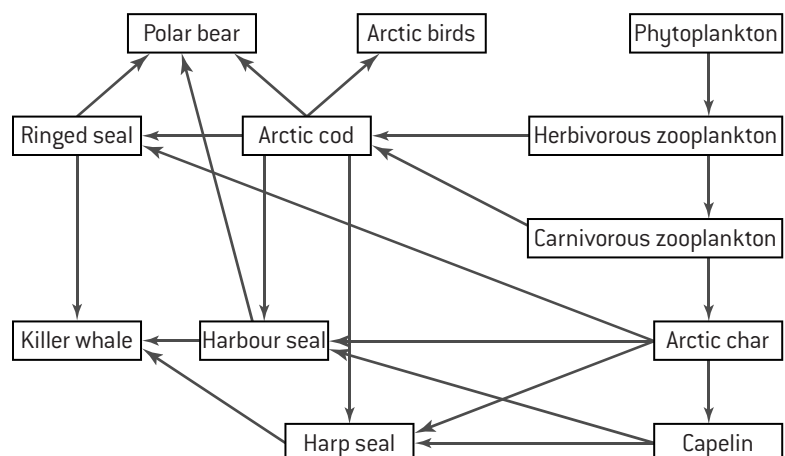 Polar bear
Arctic birds
Phytoplankton
Ringed seal
Arctic cod
Herbivorous zooplankton
Carnivorous zooplankton
Killer whale
Harbour seal
Arctic char
Harp seal
Capelin